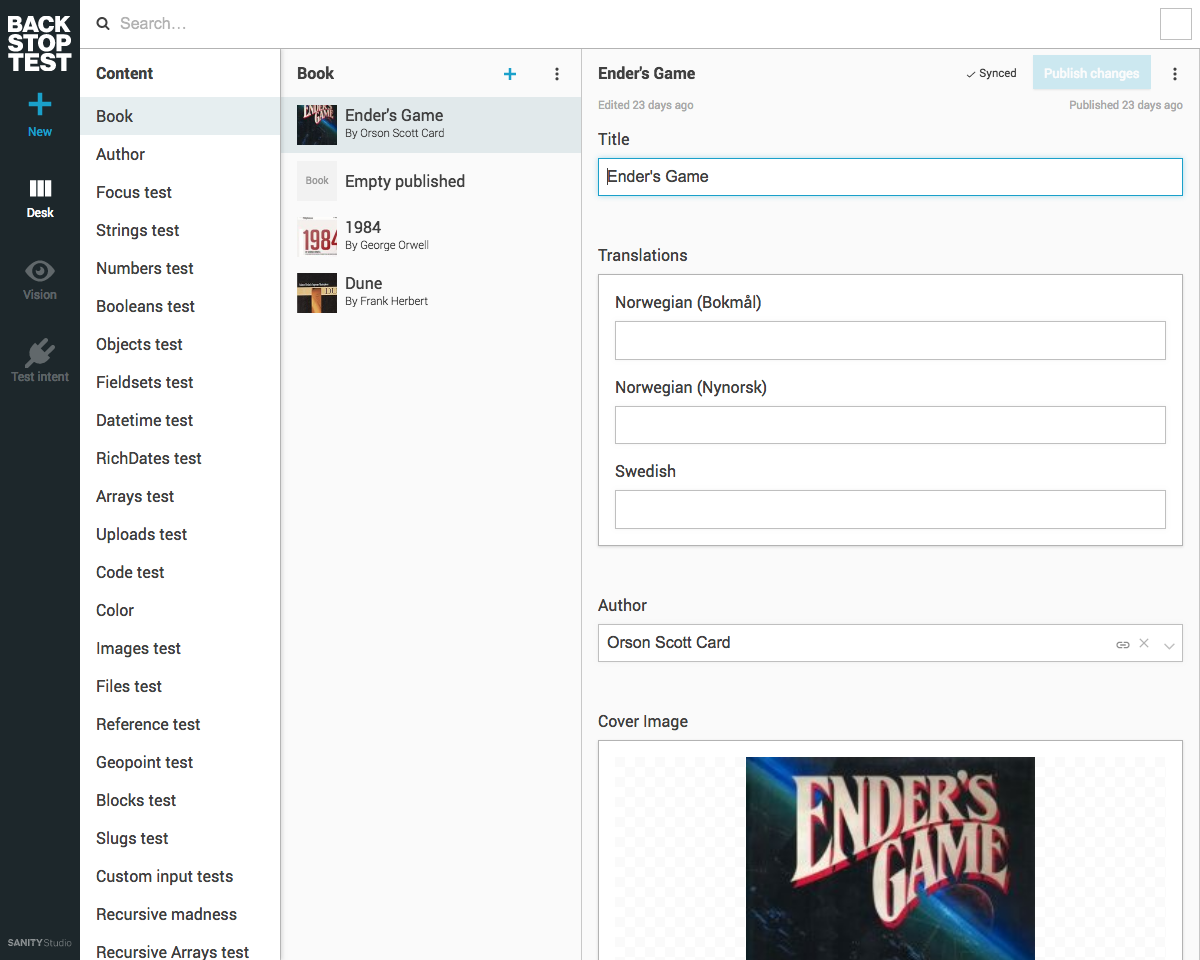 BACK
STOP
TEST
New
Desk
Vision
Test intent
SANITY Studio
Search…
Content
Book
Author
Focus test
Strings test
Numbers test
Booleans test
Objects test
Fieldsets test
Datetime test
RichDates test
Arrays test
Uploads test
Code test
Color
Images test
Files test
Reference test
Geopoint test
Blocks test
Slugs test
Custom input tests
Recursive madness
Recursive Arrays test
Book
Ender's Game
By Orson Scott Card
Book
Empty published
1984
1984
By George Orwell
DU
Dune
By Frank Herbert
Ender's Game
Synced
Publish changes
Edited 23 days ago
Published 23 days ago
Title
Ender's Game
Translations
Norwegian (Bokmål)
Norwegian (Nynorsk)
Swedish
Author
Orson Scott Card
Cover Image
ENDER'S
GAME